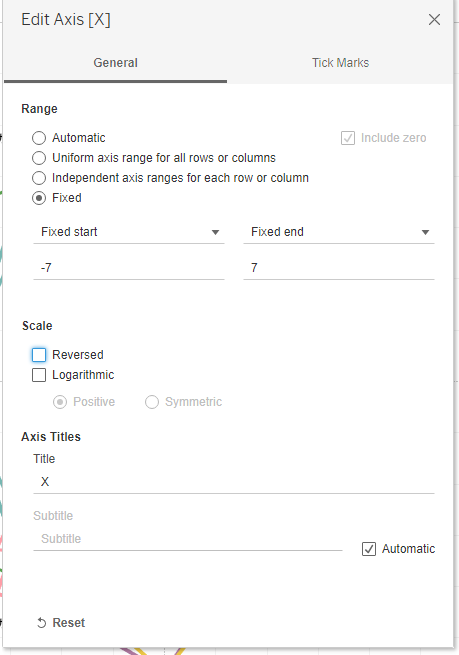 Edit Axis [X]
General Tick Marks
Range
Automatic Include zero
Uniform axis range for all rows or columns
Independent axis ranges for each row or column
Fixed
Fixed start Fixed end
-7 7
Scale
Reversed
Logarithmic
Positive Symmetric
Axis Titles
Title
X
Subtitle
Subtitle
Automatic
Reset